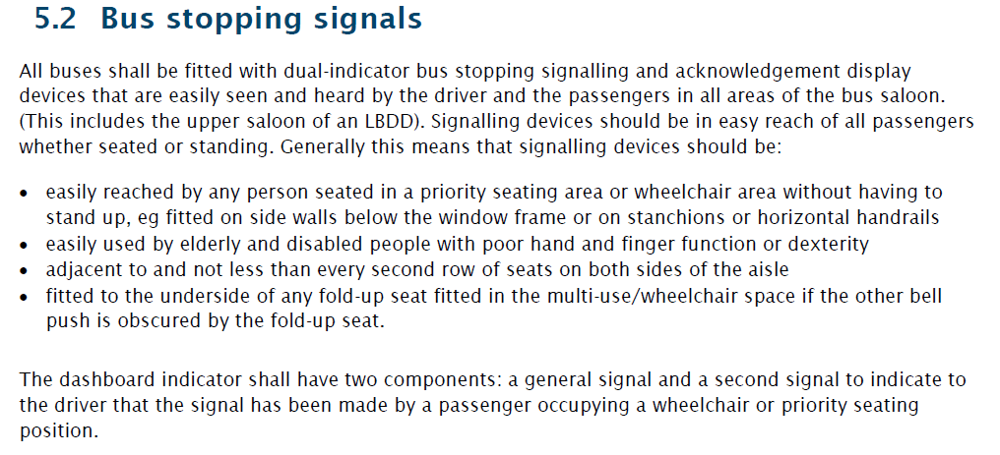 5.2 Bus stopping signals
All buses shall be fitted with dual-indicator bus stopping signalling and acknowledgement display
devices that are easily seen and heard by the driver and the passengers in all areas of the bus saloon.
(This includes the upper saloon of an LBDD). Signalling devices should be in easy reach of all passengers
whether seated or standing. Generally this means that signalling devices should be:
• easily reached by any person seated in a priority seating area or wheelchair area without having to
stand up, eg fitted on side walls below the window frame or on stanchions or horizontal handrails
• easily used by elderly and disabled people with poor hand and finger function or dexterity
• adjacent to and not less than every second row of seats on both sides of the aisle
• fitted to the underside of any fold-up seat fitted in the multi-use/wheelchair space if the other bell
push is obscured by the fold-up seat.
The dashboard indicator shall have two components: a general signal and a second signal to indicate to
the driver that the signal has been made by a passenger occupying a wheelchair or priority seating
position.